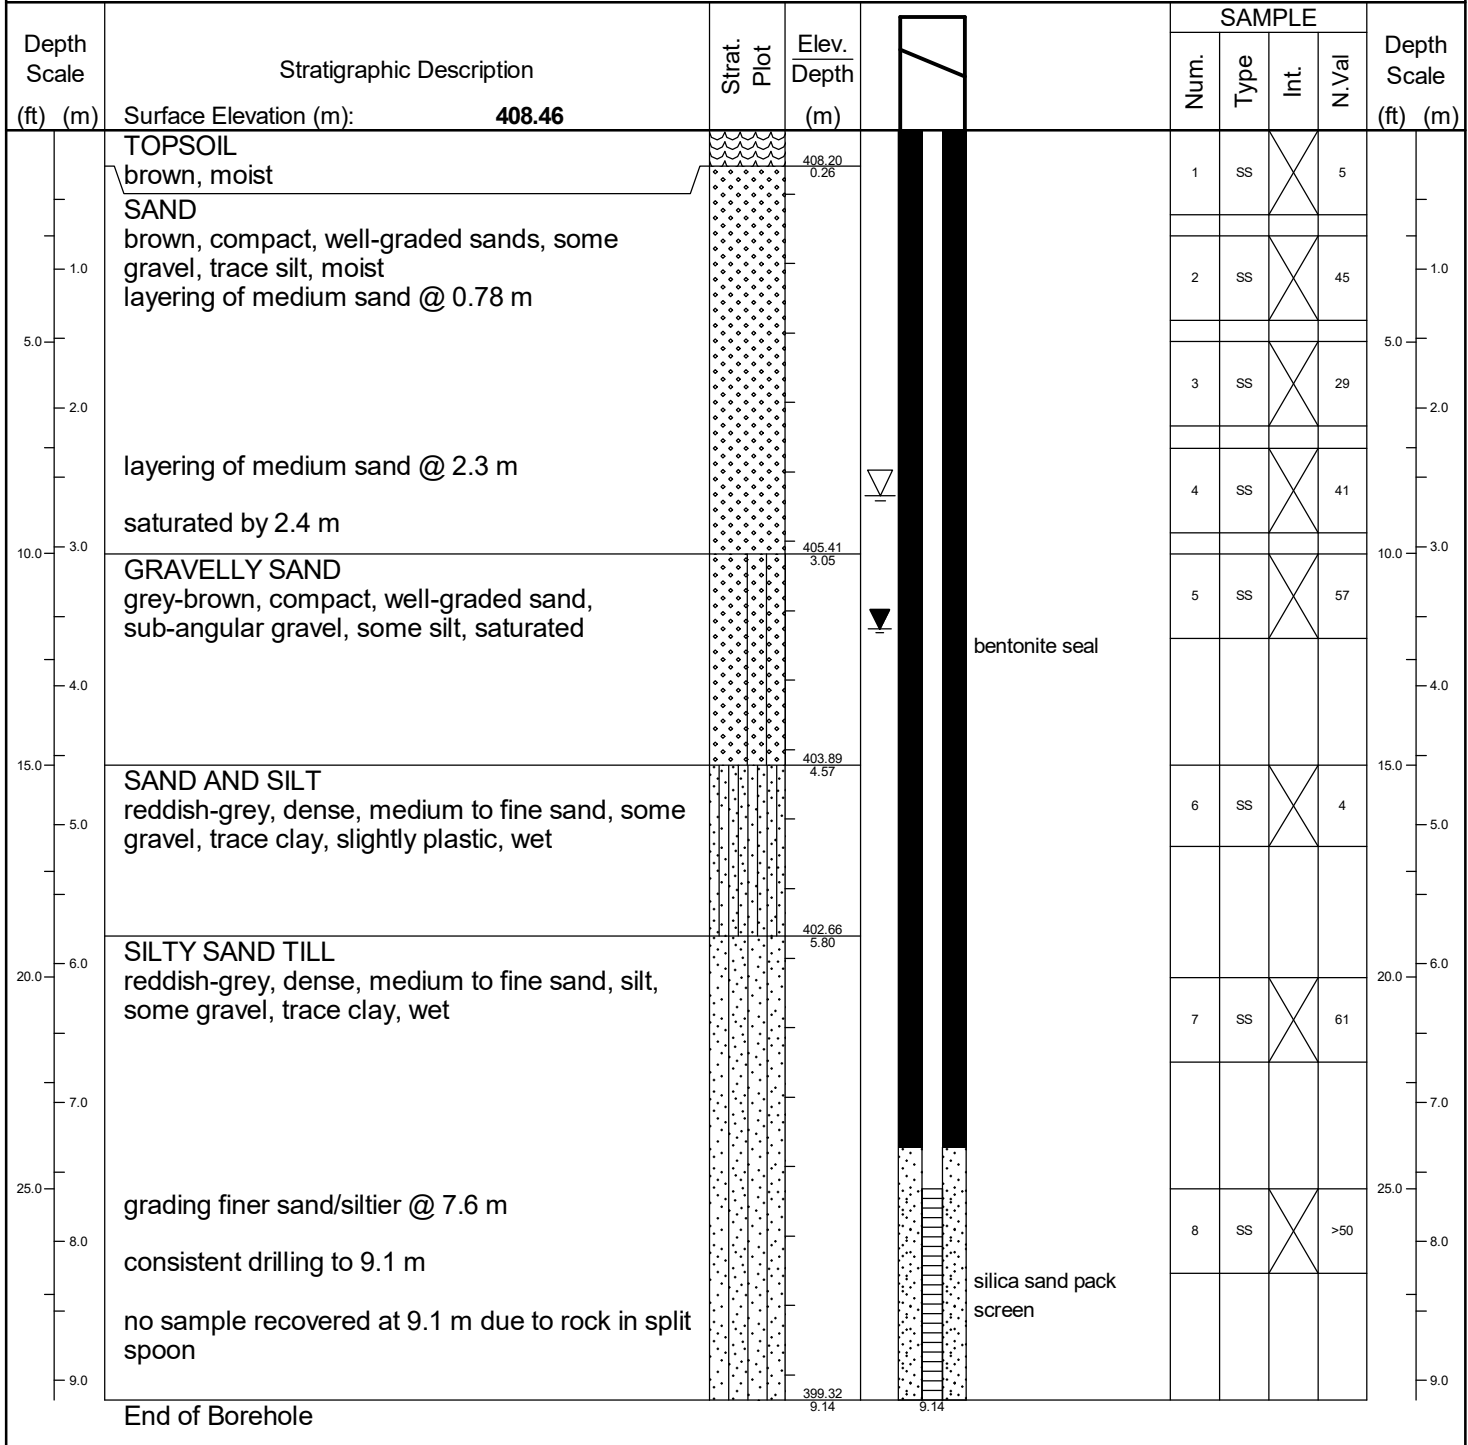 SAMPLE
Depth
Scale
(ft) (m)
Stratigraphic Description
Surface Elevation (m): 408.46
Strat.
Plot
Elev.
Depth
(m)
Num.
Type
Int.
N.Val
Depth
Scale
(ft) (m)
TOPSOIL
brown, moist
408.20
0.26
1 SS 5
SAND
brown, compact, well-graded sands, some
gravel, trace silt, moist
layering of medium sand @ 0.78 m
1.0
2 SS 45
1.0
5.0
5.0
3 SS 29
2.0
2.0
layering of medium sand @ 2.3 m
4 SS 41
saturated by 2.4 m
10.0
3.0
405.41
3.05
10.0
3.0
GRAVELLY SAND
grey-brown, compact, well-graded sand,
sub-angular gravel, some silt, saturated
5 SS 57
bentonite seal
4.0
4.0
15.0
403.89
4.57
15.0
SAND AND SILT
reddish-grey, dense, medium to fine sand, some
gravel, trace clay, slightly plastic, wet
5.0
6 SS 4
5.0
402.66
5.80
SILTY SAND TILL
reddish-grey, dense, medium to fine sand, silt,
some gravel, trace clay, wet
20.0
6.0
7 SS 61
20.0
6.0
7.0
7.0
25.0
25.0
grading finer sand/siltier @ 7.6 m
8.0
8 SS >50
8.0
consistent drilling to 9.1 m
silica sand pack
screen
no sample recovered at 9.1 m due to rock in split
spoon
9.0
9.0
399.32
9.14
9.14
End of Borehole